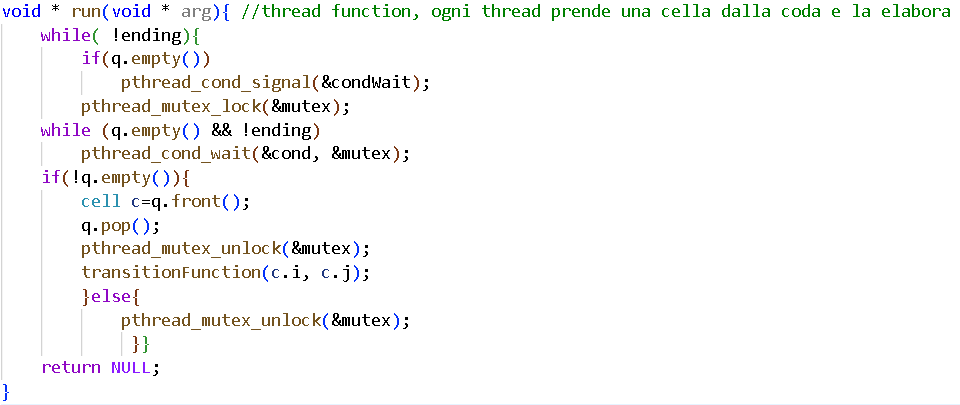 void * run(void * arg){ //thread function, ogni thread prende una cella dalla coda e la elabora
    while( !ending){
        if(q.empty())
            pthread_cond_signal(&condWait);
        pthread_mutex_lock(&mutex);
    while (q.empty() && !ending)
        pthread_cond_wait(&cond, &mutex);
    if(!q.empty()){
        cell c=q.front();
        q.pop();
        pthread_mutex_unlock(&mutex);
        transitionFunction(c.i, c.j);
        }else{
            pthread_mutex_unlock(&mutex);
             }}
    return NULL;
}